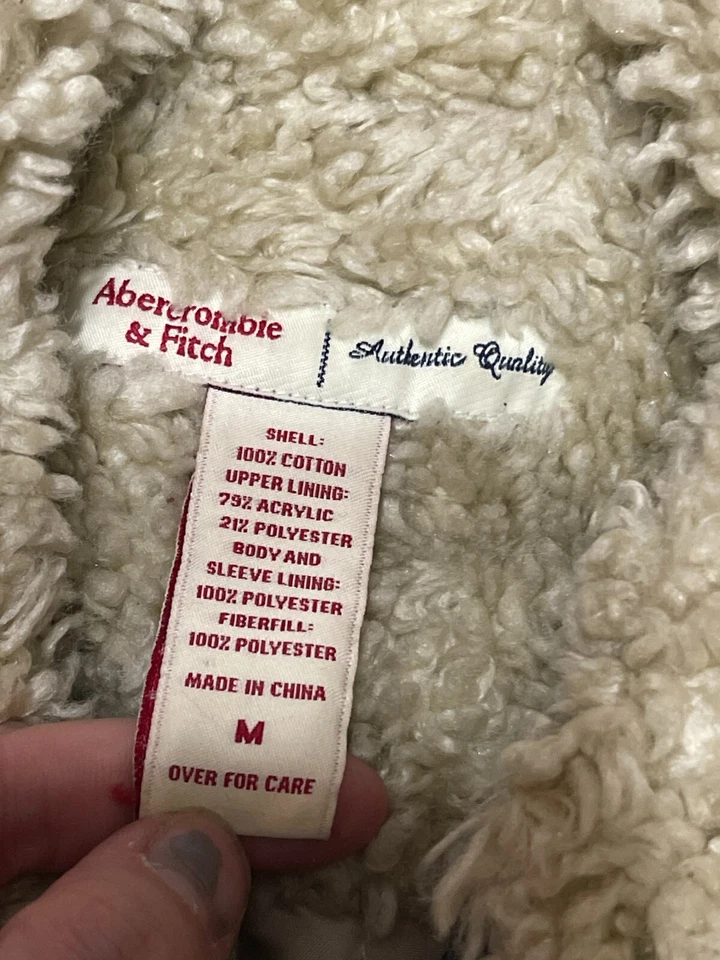 Abercrombie
& Fitch
Authentic Quality
SHELL:
100% COTTON
UPPER LINING:
79% ACRYLIC
21% POLYESTER
BODY AND
SLEEVE LINING:
100% POLYESTER
FIBERFILL:
100% POLYESTER
MADE IN CHINA
M
OVER FOR CARE